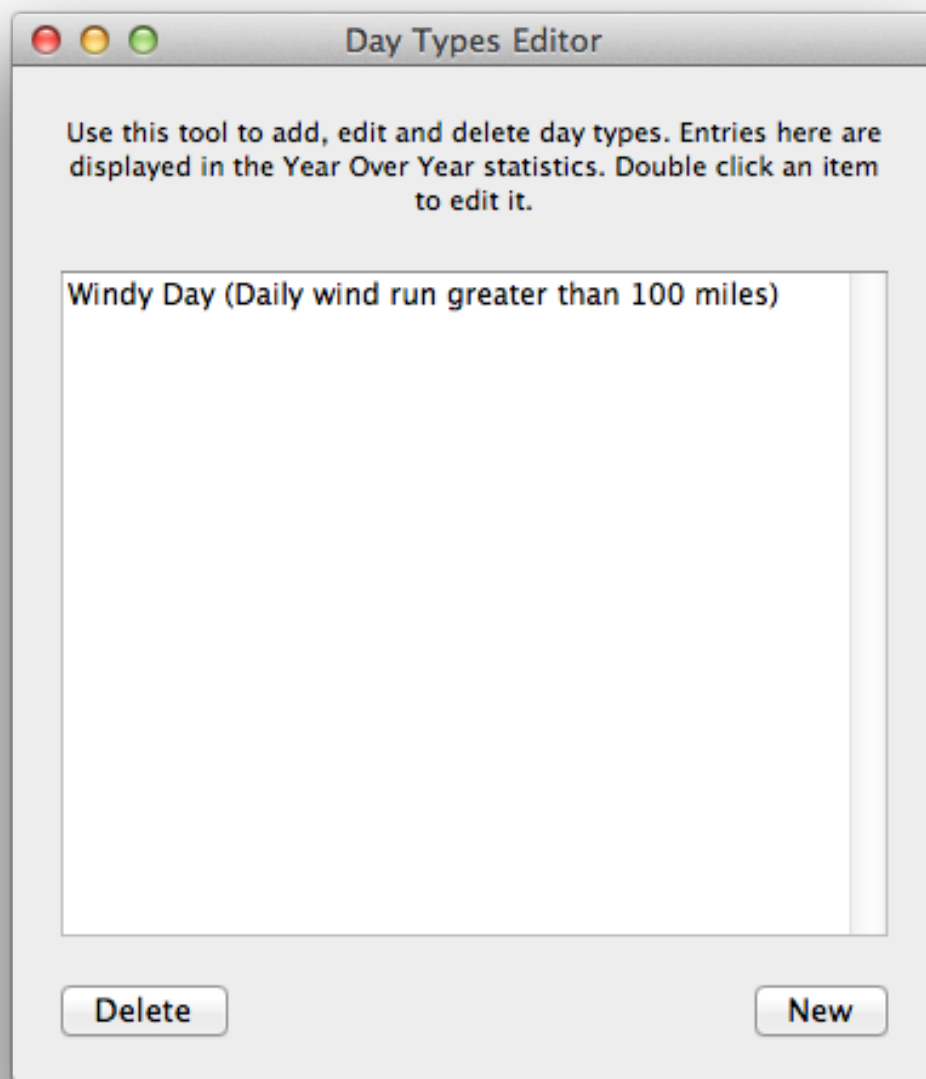 Day Types Editor
Use this tool to add, edit and delete day types. Entries here are
displayed in the Year Over Year statistics. Double click an item
to edit it.
Windy Day (Daily wind run greater than 100 miles)
Delete
New